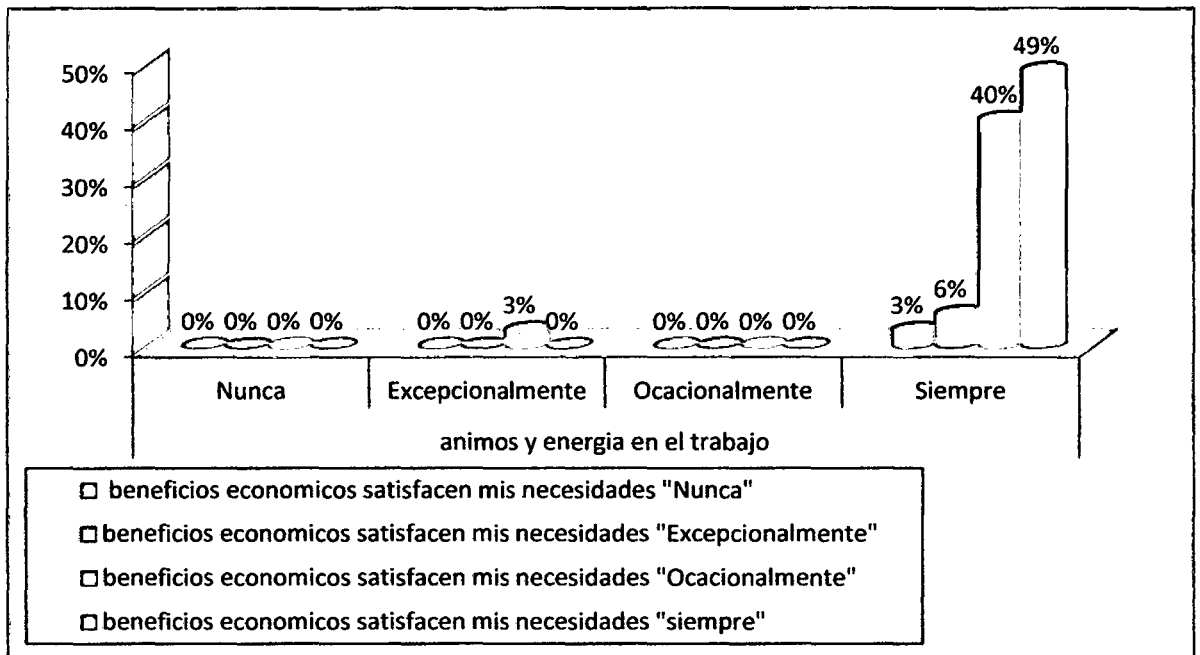 49%
50%
40%
40%
30%
20%
10%
3% 6%
0% 0% 0% 0% 0% 0% 3% 0% 0% 0% 0% 0%
0%
Nunca Excepcionalmente Ocacionalmente Siempre
animos y energia en el trabajo
beneficios economicos satisfacen mis necesidades "Nunca"
beneficios economicos satisfacen mis necesidades "Excepcionalmente"
beneficios economicos satisfacen mis necesidades "Ocacionalmente"
beneficios economicos satisfacen mis necesidades "siempre"